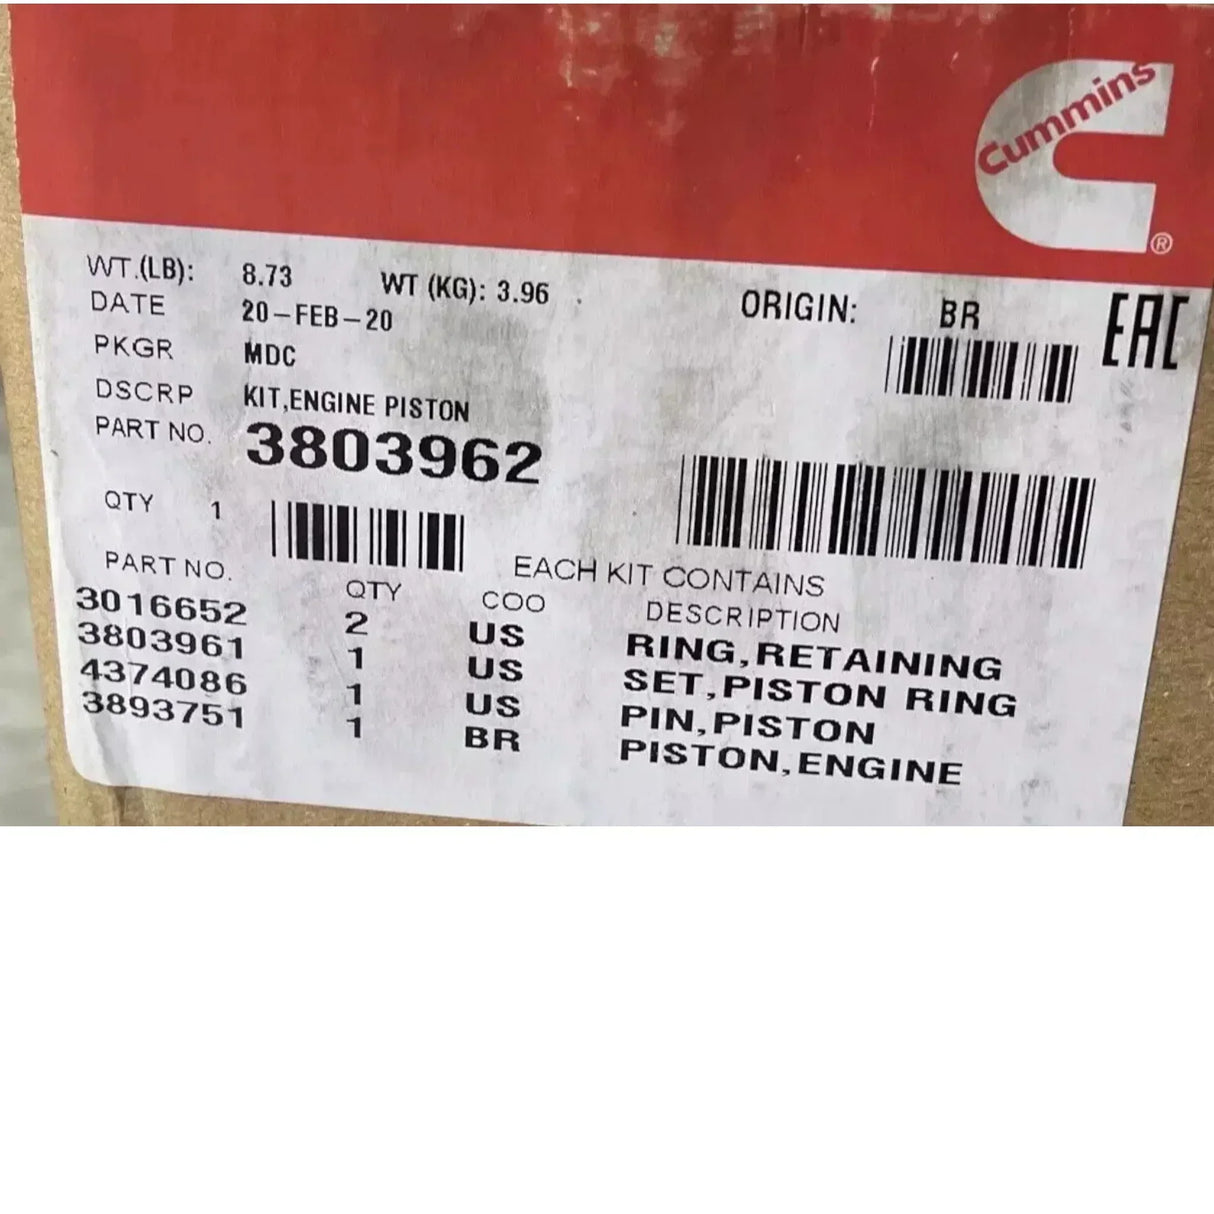 Cummins
®
WT.(LB): 8.73 WT (KG): 3.96 ORIGIN: BR EAC
DATE 20-FEB-20
PKGR MDC
DSCRP KIT,ENGINE PISTON
PART NO. 3803962
QTY 1
EACH KIT CONTAINS
PART NO. QTY COO DESCRIPTION
3016652 2 US RING,RETAINING
3803961 1 US SET,PISTON RING
4374086 1 US PIN,PISTON
3893751 1 BR PISTON,ENGINE